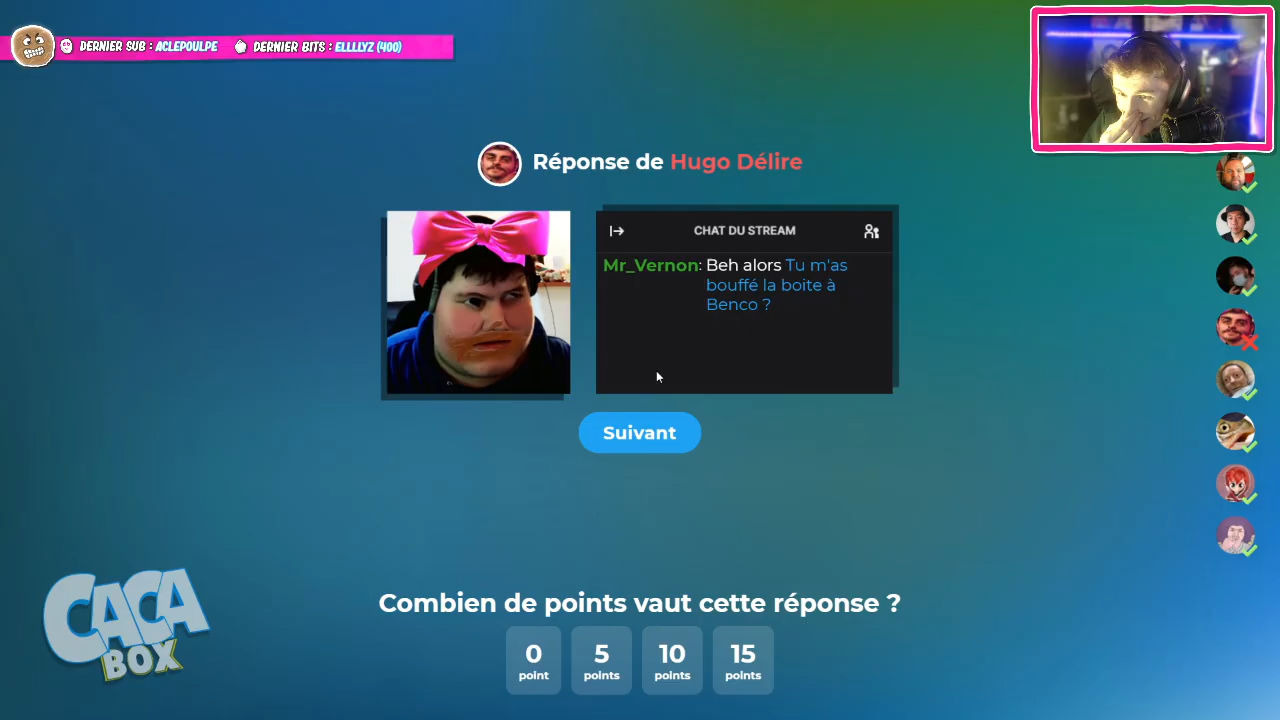 DERNIER SUB : ACLEPOULPE DERNIER BITS : ELLLLYZ (400)
Réponse de Hugo Délire
CHAT DU STREAM
Mr_Vernon: Beh alors Tu m'as
bouffé la boite à
Benco ?
Suivant
CACA
BOX
Combien de points vaut cette réponse ?
0 5 10 15
point points points points